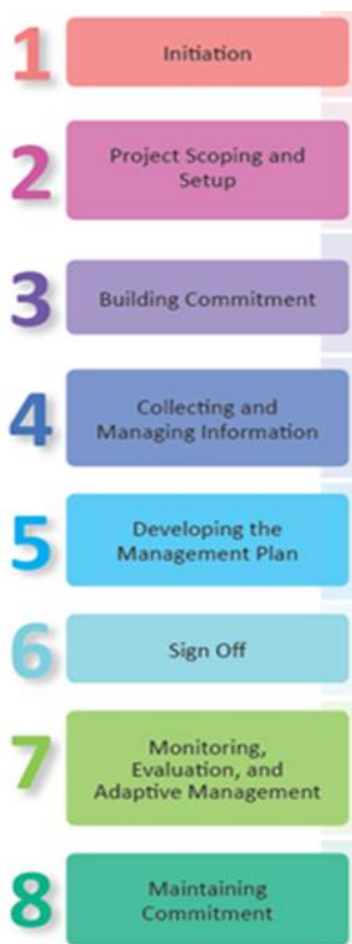 1
Initiation
2
Project Scoping and
Setup
3
Building Commitment
4
Collecting and
Managing Information
5
Developing the
Management Plan
6
Sign Off
7
Monitoring,
Evaluation, and
Adaptive Management
8
Maintaining
Commitment